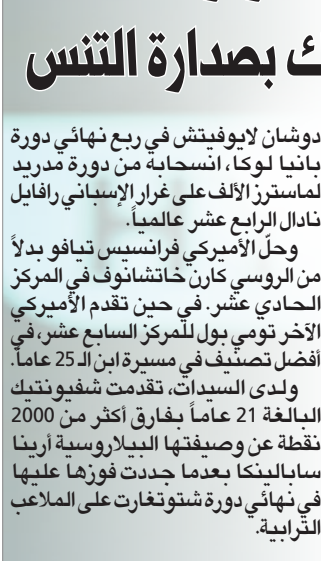 ك بصدارة التنس
دوشان لايوفيتش في ربع نهائي دورة
بانيا لوكا، انسحابه من دورة مدريد
لماسترز الألف على غرار الإسباني رافايل
نادال الرابع عشر عالمياً.
وحلّ الأميركي فرانسيس تيافو بدلاً
من الروسي كارن خاتشانوف في المركز
الحادي عشر. في حين تقدم الأميركي
الآخر تومي بول للمركز السابع عشر، في
أفضل تصنيف في مسيرة ابن الـ 25 عاماً.
ولدى السيدات، تقدمت شفيونتيك
البالغة 21 عاماً بفارق أكثر من 2000
نقطة عن وصيفتها البيلاروسية أرينا
سابالينكا بعدما جددت فوزها عليها
في نهائي دورة شتوتغارت على الملاعب
الترابية.